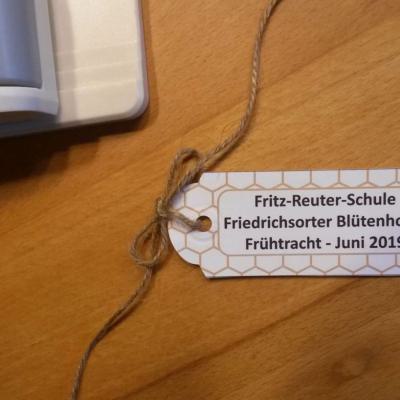 Fritz-Reuter-Schule
Friedrichsorter
Frühtracht - Juni 2019